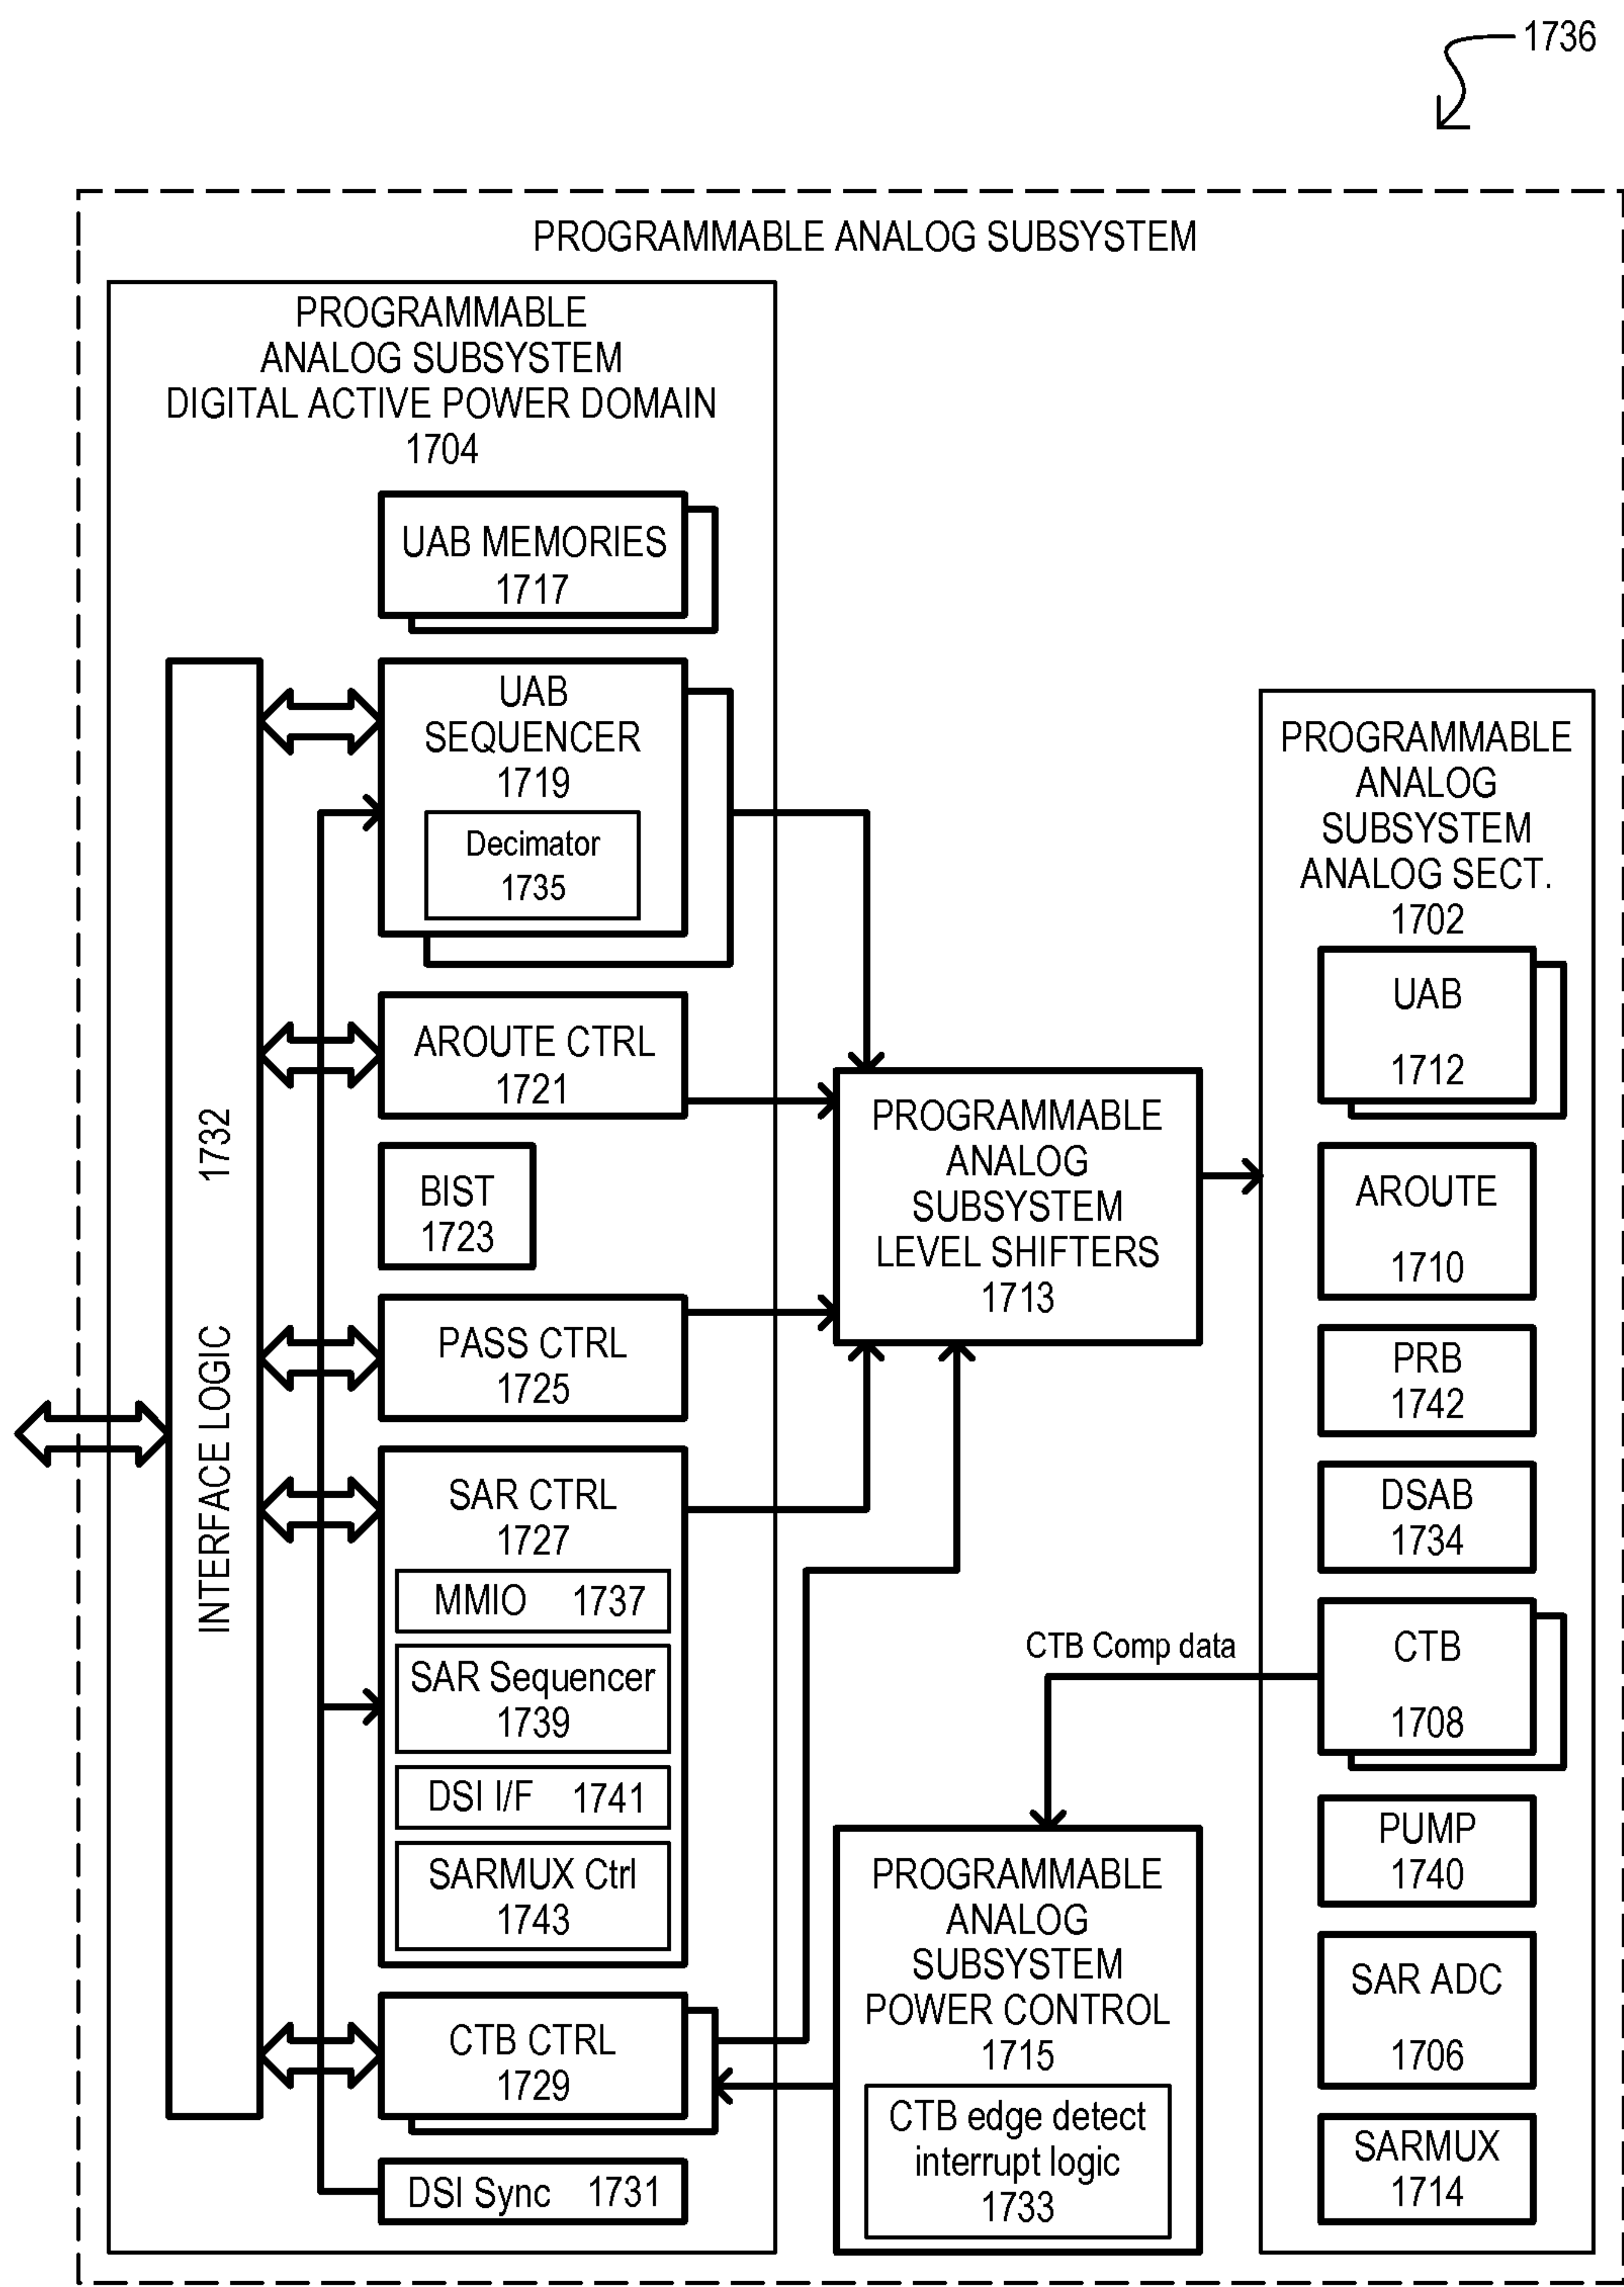 1736
PROGRAMMABLE ANALOG SUBSYSTEM
PROGRAMMABLE
ANALOG SUBSYSTEM
DIGITAL ACTIVE POWER DOMAIN
1704
UAB MEMORIES
1717
UAB
SEQUENCER
1719
Decimator
1735
AROUTE CTRL
1721
BIST
1723
PASS CTRL
1725
SAR CTRL
1727
MMIO 1737
SAR Sequencer
1739
DSI I/F 1741
SARMUX Ctrl
1743
CTB CTRL
1729
DSI Sync 1731
INTERFACE LOGIC 1732
PROGRAMMABLE
ANALOG
SUBSYSTEM
LEVEL SHIFTERS
1713
CTB Comp data
PROGRAMMABLE
ANALOG
SUBSYSTEM
POWER CONTROL
1715
CTB edge detect
interrupt logic
1733
PROGRAMMABLE
ANALOG
SUBSYSTEM
ANALOG SECT.
1702
UAB
1712
AROUTE
1710
PRB
1742
DSAB
1734
CTB
1708
PUMP
1740
SAR ADC
1706
SARMUX
1714